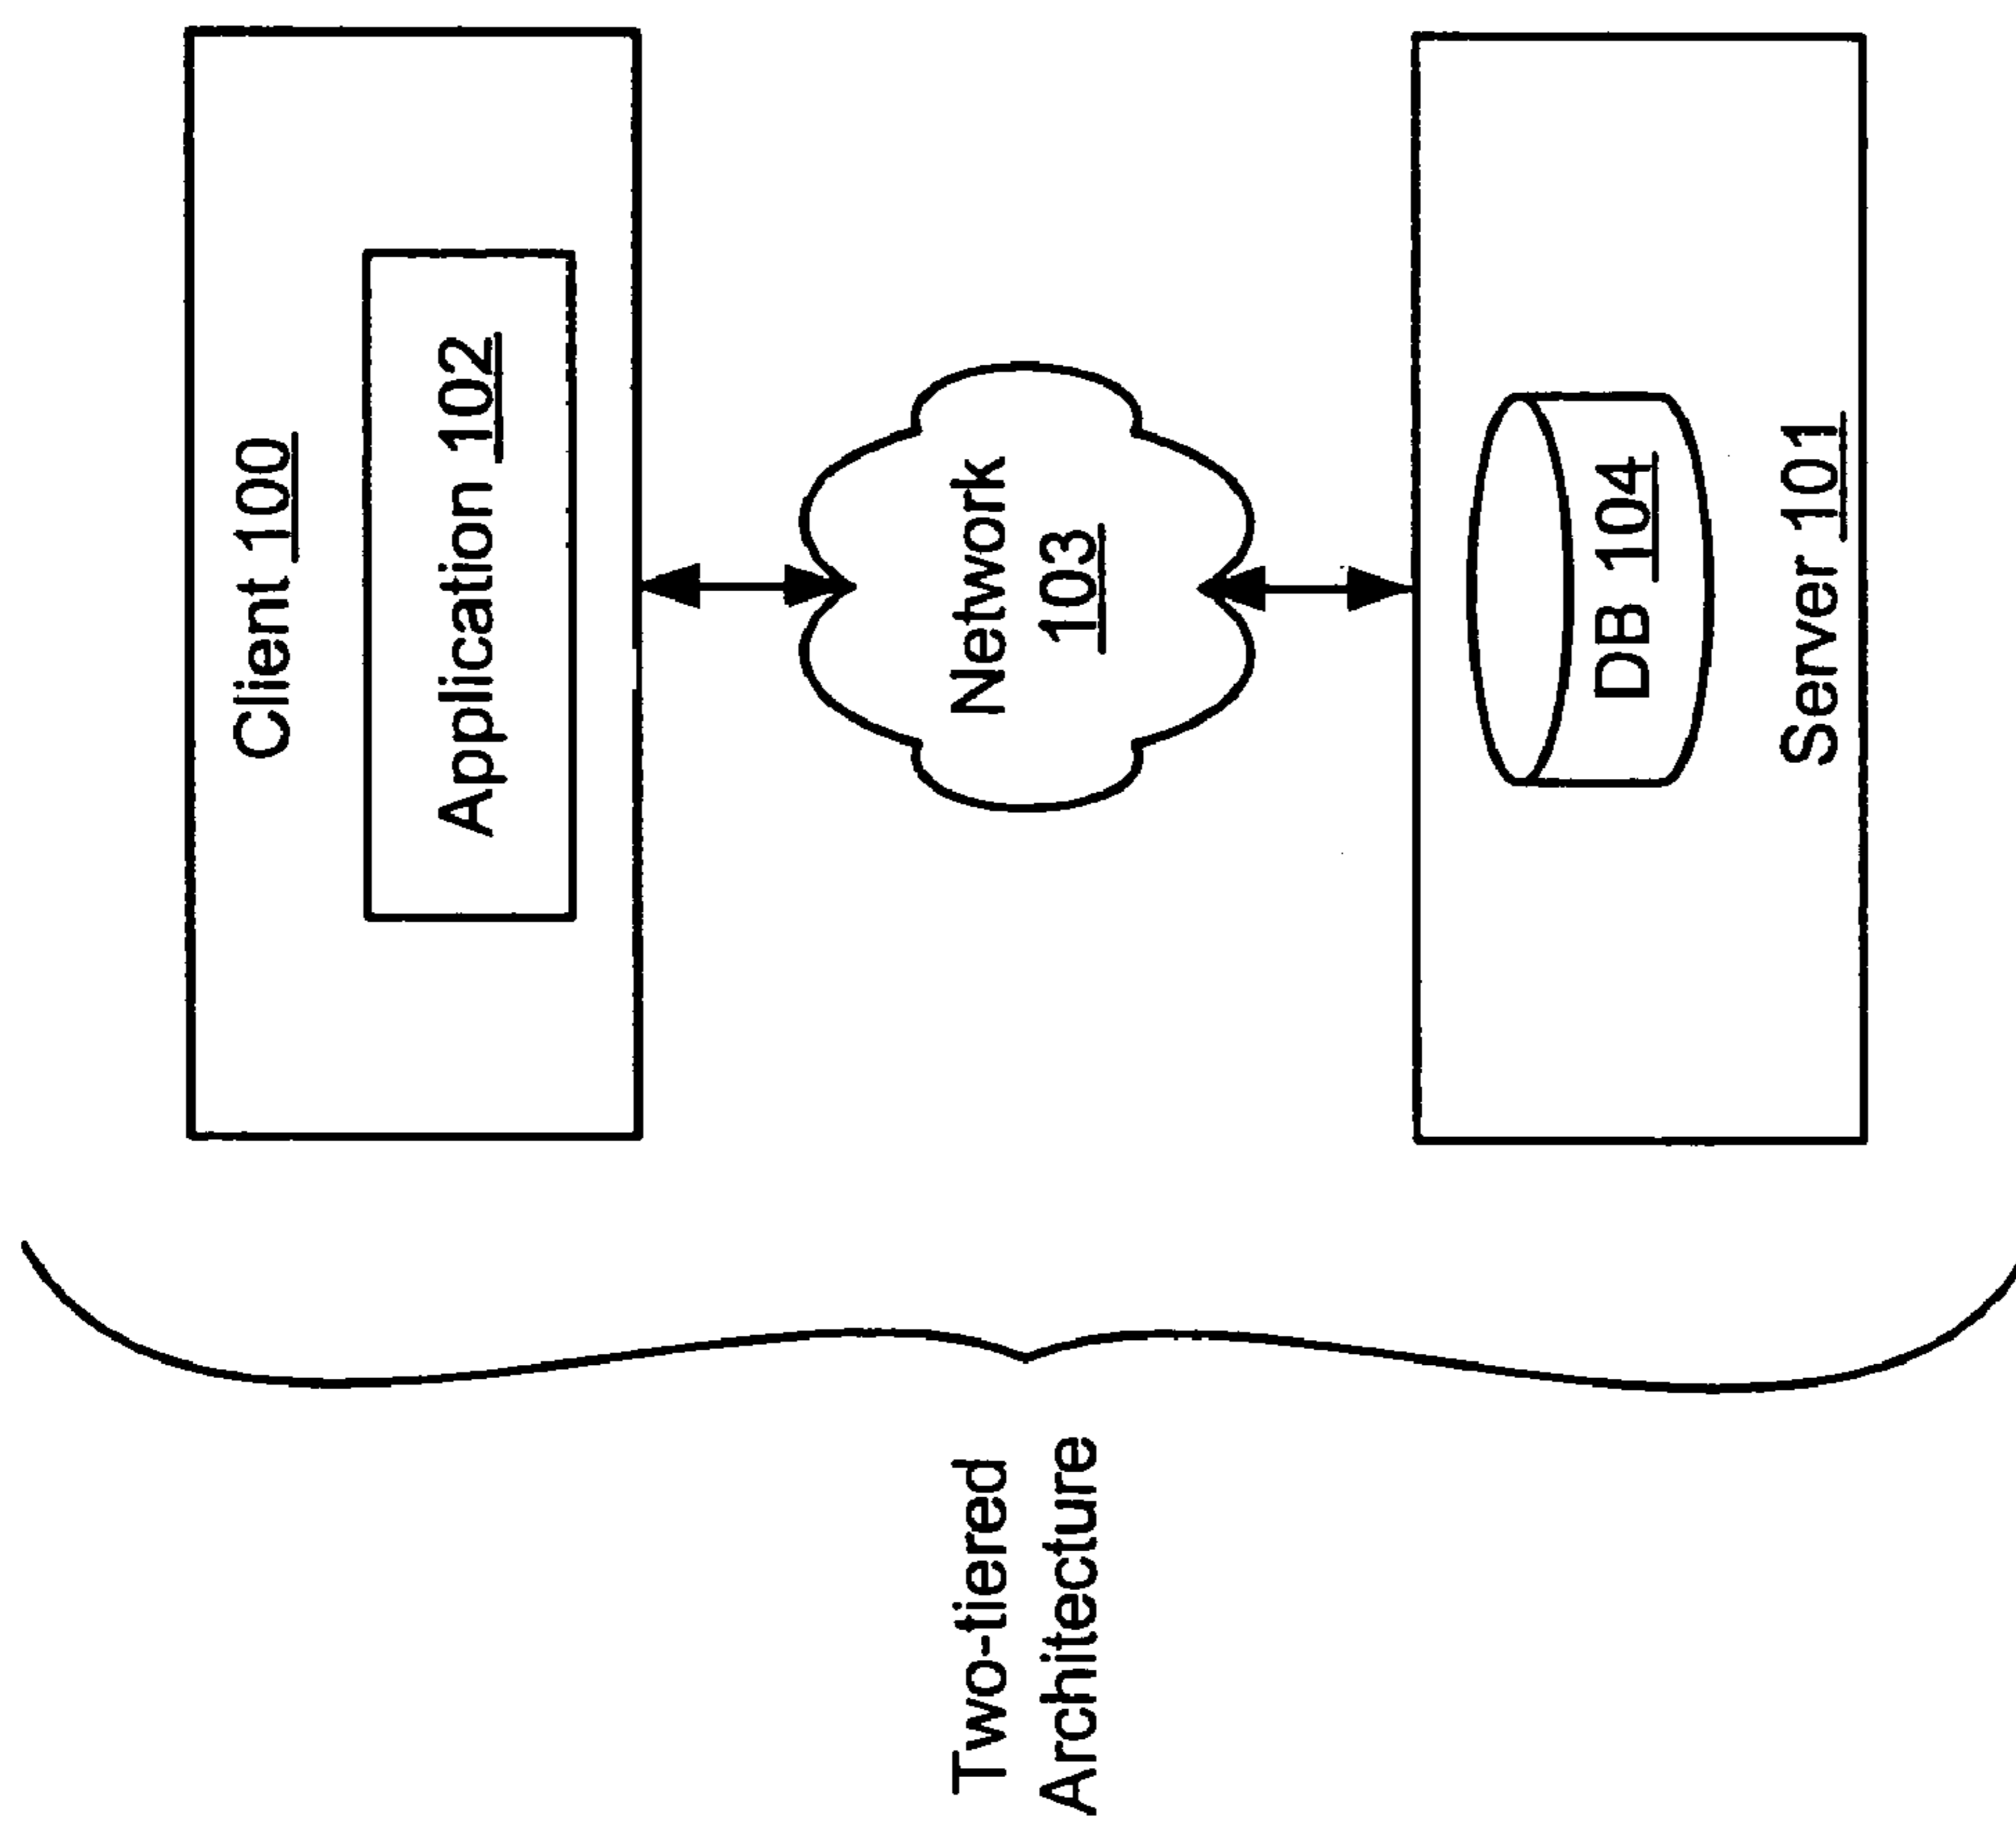 Client 100
Application 102
Network
103
DB 104
Server 101
Two-tiered
Architecture